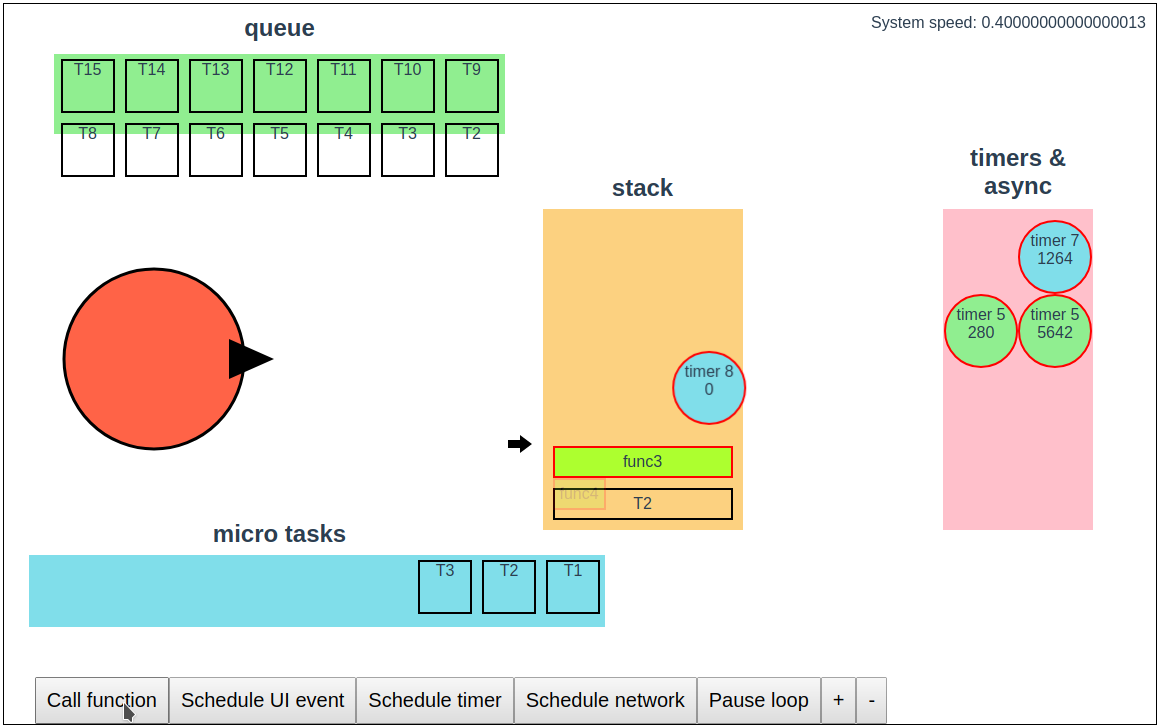 queue
System speed: 0.40000000000000013
T15 T14 T13 T12 T11 T10 T9
T8 T7 T6 T5 T4 T3 T2
stack
timers &
async
timer 7
1264
timer 5
280
timer 5
5642
timer 8
0
func3
func4
T2
micro tasks
T3 T2 T1
Call function Schedule UI event Schedule timer Schedule network Pause loop + -